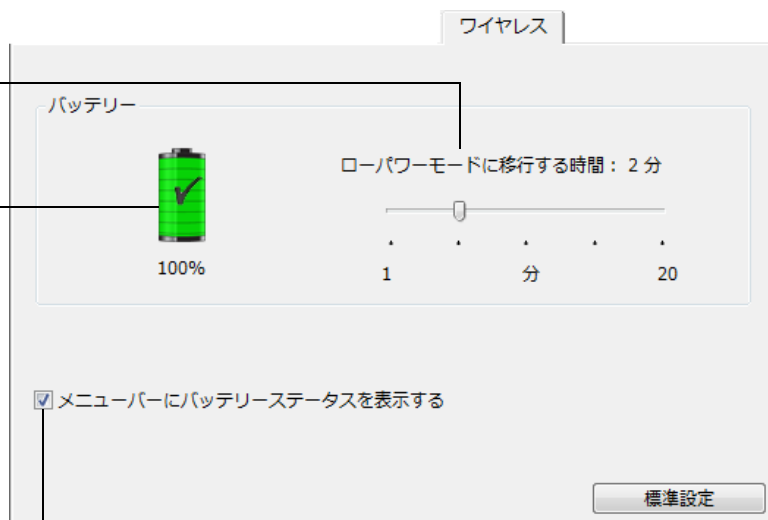 ワイヤレス
バッテリー
ローパワーモードに移行する時間： 2 分
100%
1 分 20
メニューバーにバッテリーステータスを表示する
標準設定